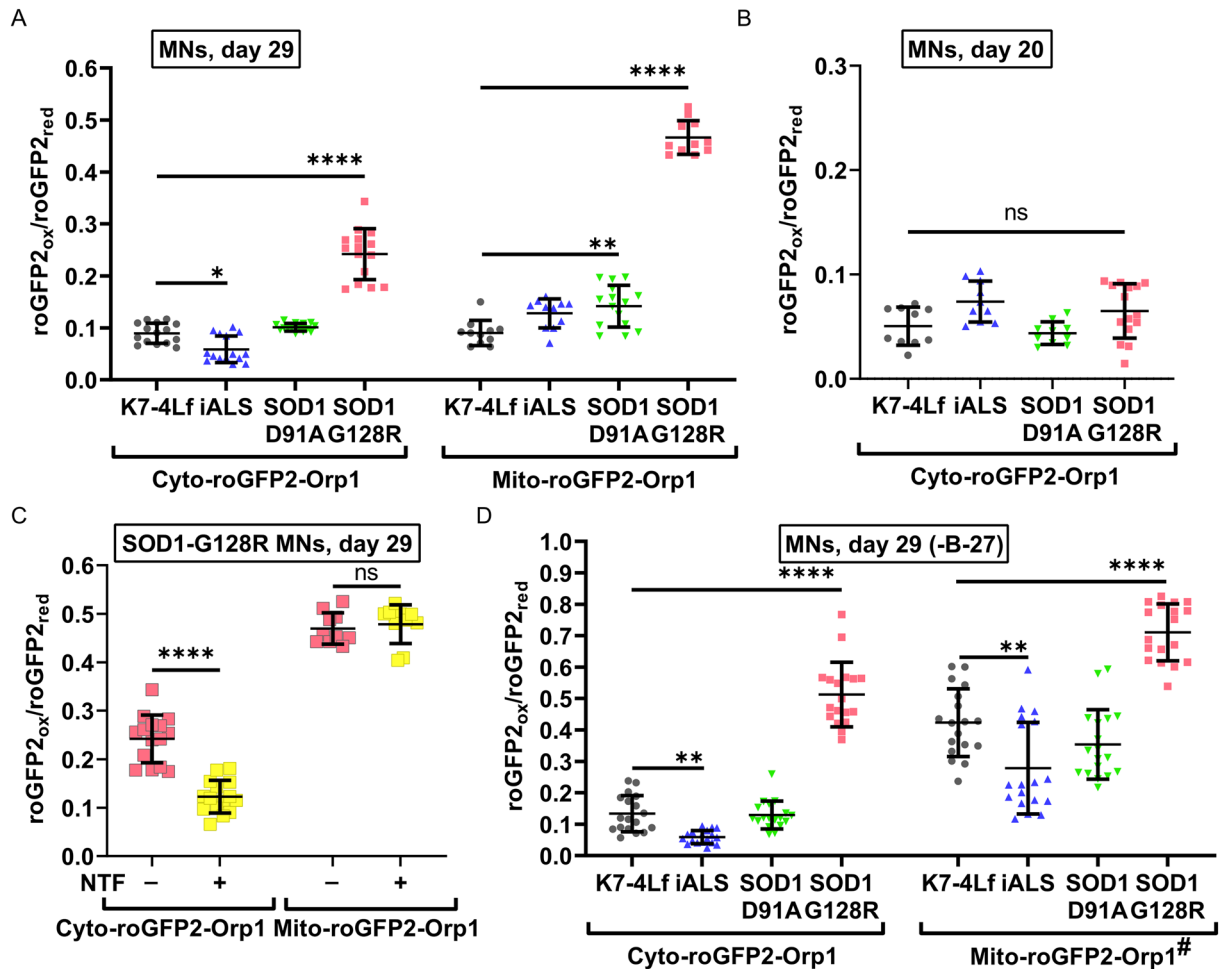 A
MNs, day 29
roGFP2ox/roGFP2red
0.6
0.5
0.4
0.3
0.2
0.1
0.0
****
*
****
**
K7-4Lf iALS SOD1 SOD1
D91A G128R
K7-4Lf iALS SOD1 SOD1
D91A G128R
Cyto-roGFP2-Orp1
Mito-roGFP2-Orp1
B
MNs, day 20
roGFP2ox/roGFP2red
0.3
0.2
0.1
0.0
ns
K7-4Lf iALS SOD1 SOD1
D91A G128R
Cyto-roGFP2-Orp1
C
SOD1-G128R MNs, day 29
roGFP2ox/roGFP2red
0.6
0.5
0.4
0.3
0.2
0.1
0.0
****
ns
NTF – + – +
Cyto-roGFP2-Orp1 Mito-roGFP2-Orp1
D
MNs, day 29 (-B-27)
roGFP2ox/roGFP2red
1.0
0.9
0.8
0.7
0.6
0.5
0.4
0.3
0.2
0.1
0.0
****
**
****
**
K7-4Lf iALS SOD1 SOD1
D91A G128R
K7-4Lf iALS SOD1 SOD1
D91A G128R
Cyto-roGFP2-Orp1
Mito-roGFP2-Orp1#